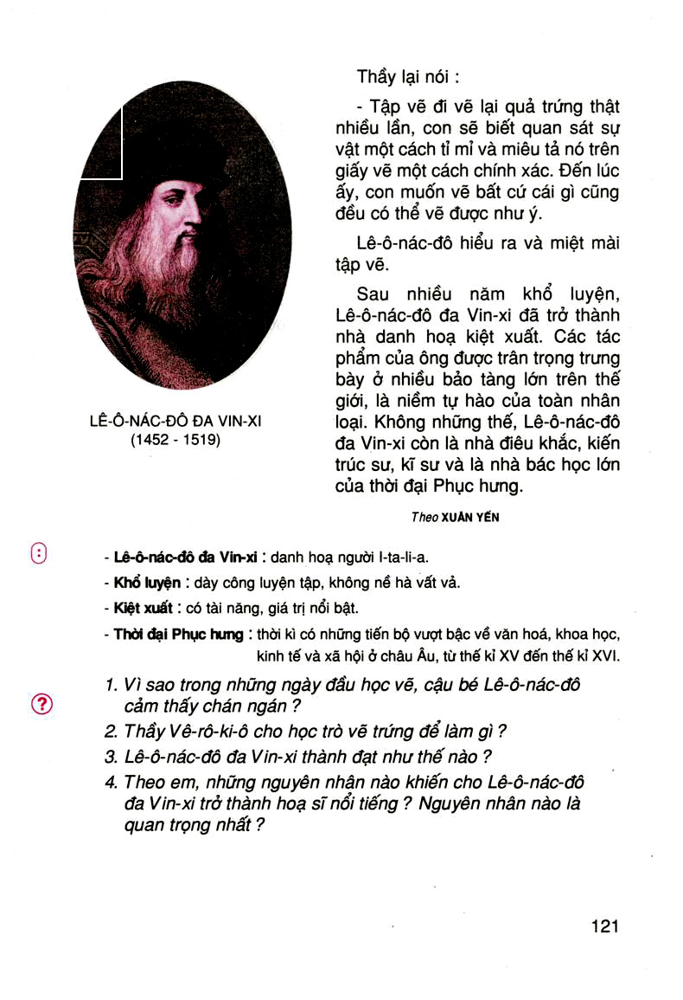 Thầy lại nói :
- Tập vẽ đi vẽ lại quả trứng thật
nhiều lần, con sẽ biết quan sát sự
vật một cách tỉ mỉ và miêu tả nó trên
giấy vẽ một cách chính xác. Đến lúc
ấy, con muốn vẽ bất cứ cái gì cũng
đều có thể vẽ được như ý.
Lê-ô-nác-đô hiểu ra và miệt mài
tập vẽ.
Sau nhiều năm khổ luyện,
Lê-ô-nác-đô đa Vin-xi đã trở thành
nhà danh hoạ kiệt xuất. Các tác
phẩm của ông được trân trọng trưng
bày ở nhiều bảo tàng lớn trên thế
giới, là niềm tự hào của toàn nhân
loại. Không những thế, Lê-ô-nác-đô
đa Vin-xi còn là nhà điêu khắc, kiến
trúc sư, kĩ sư và là nhà bác học lớn
của thời đại Phục hưng.
Theo XUÂN YẾN
LÊ-Ô-NÁC-ĐÔ ĐA VIN-XI
(1452 - 1519)
:
- Lê-ô-nác-đô đa Vin-xi : danh hoạ người I-ta-li-a.
- Khổ luyện : dày công luyện tập, không nề hà vất vả.
- Kiệt xuất : có tài năng, giá trị nổi bật.
- Thời đại Phục hưng : thời kì có những tiến bộ vượt bậc về văn hoá, khoa học,
kinh tế và xã hội ở châu Âu, từ thế kỉ XV đến thế kỉ XVI.
?
1. Vì sao trong những ngày đầu học vẽ, cậu bé Lê-ô-nác-đô
cảm thấy chán ngán ?
2. Thầy Vê-rô-ki-ô cho học trò vẽ trứng để làm gì ?
3. Lê-ô-nác-đô đa Vin-xi thành đạt như thế nào ?
4. Theo em, những nguyên nhân nào khiến cho Lê-ô-nác-đô
đa Vin-xi trở thành hoạ sĩ nổi tiếng ? Nguyên nhân nào là
quan trọng nhất ?
121